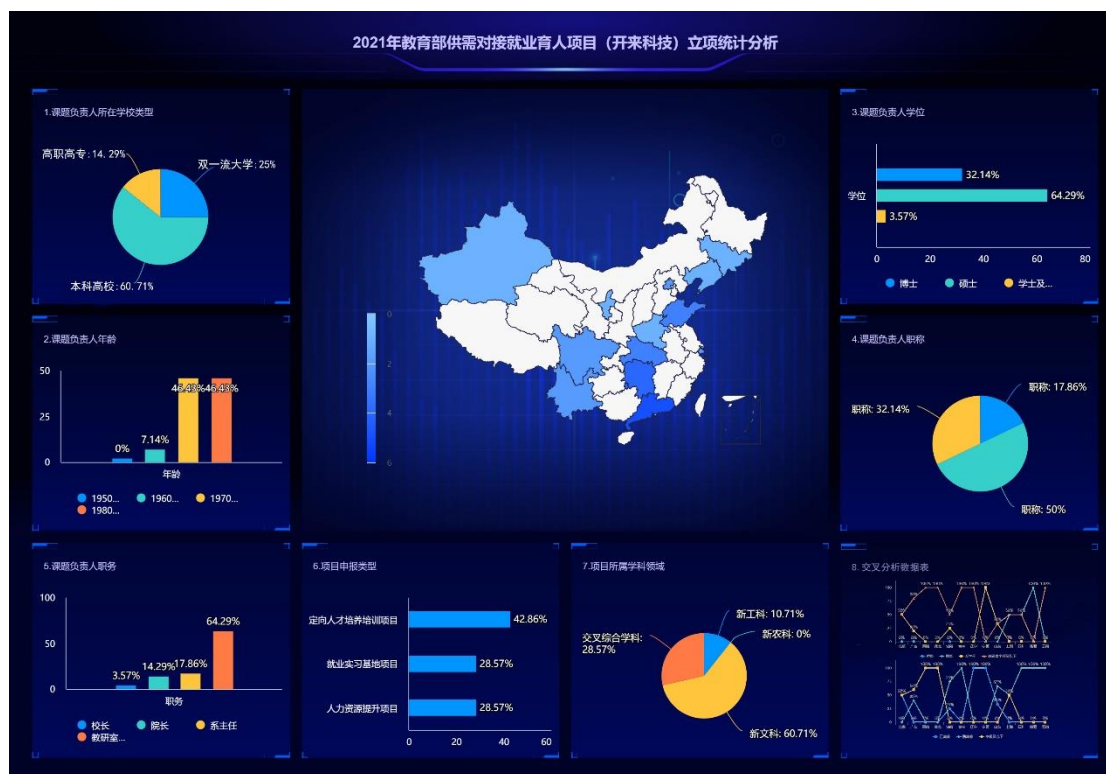 2021年教育部供需对接就业育人项目（开来科技）立项统计分析
1.课题负责人所在学校类型
高职高专: 14.29%
双一流大学: 25%
本科高校: 60.71%
2.课题负责人年龄
50
25
0
0%
7.14%
46.43%
46.43%
年龄
1950...
1960...
1970...
1980...
0
2
4
6
3.课题负责人学位
学位
32.14%
64.29%
3.57%
0
20
40
60
80
博士
硕士
学士及...
4.课题负责人职称
职称: 17.86%
职称: 32.14%
职称: 50%
5.课题负责人职务
100
50
0
3.57%
14.29%
17.86%
64.29%
职务
校长
院长
系主任
教研室...
6.项目申报类型
定向人才培养培训项目
42.86%
就业实习基地项目
28.57%
人力资源提升项目
28.57%
0
20
40
60
7.项目所属学科领域
新工科: 10.71%
新农科: 0%
交叉综合学科:
28.57%
新文科: 60.71%
8. 交叉分析数据表